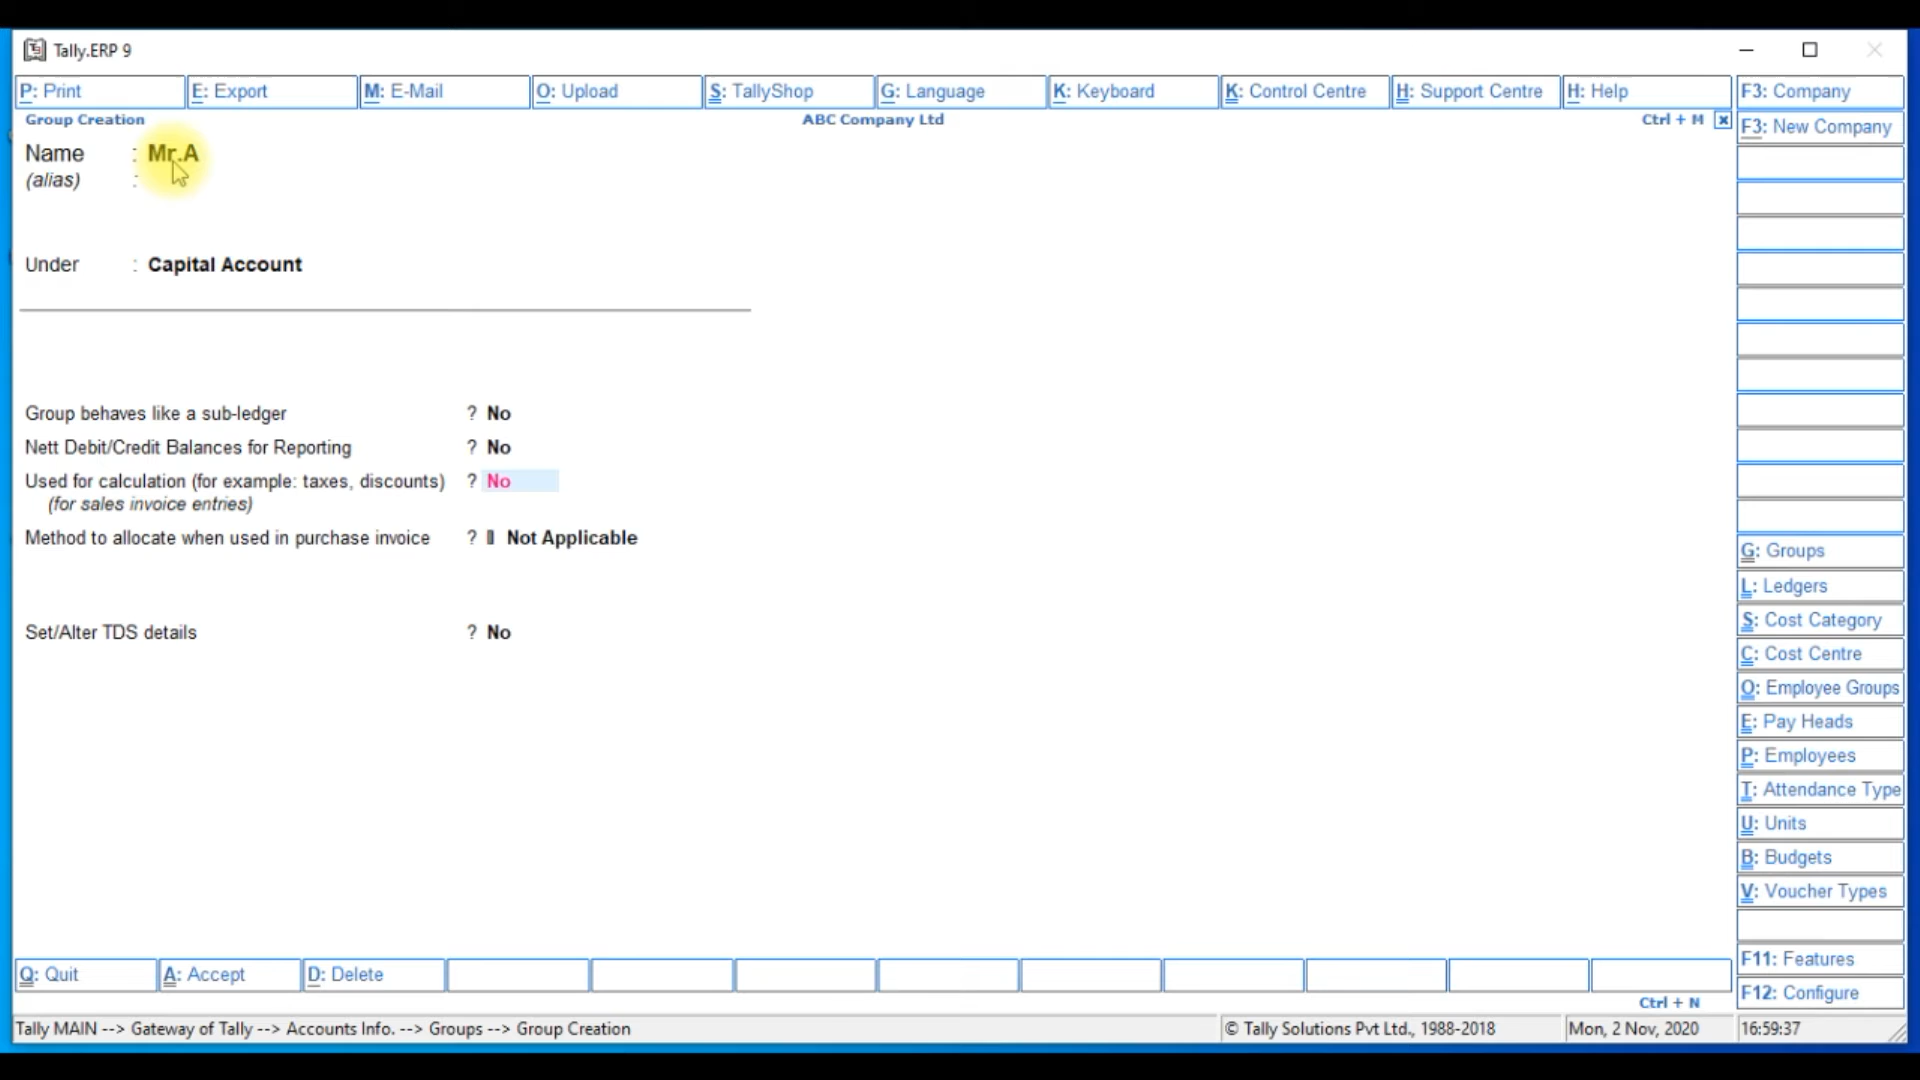 Tally.ERP 9
P: Print E: Export M: E-Mail O: Upload S: TallyShop G: Language K: Keyboard K: Control Centre H: Support Centre H: Help F3: Company
Group Creation ABC Company Ltd Ctrl + M F3: New Company
Name : Mr.A
(alias) :
Under : Capital Account
Group behaves like a sub-ledger ? No
Nett Debit/Credit Balances for Reporting ? No
Used for calculation (for example: taxes, discounts) ? No
(for sales invoice entries)
Method to allocate when used in purchase invoice ? Not Applicable
Set/Alter TDS details ? No
G: Groups
L: Ledgers
S: Cost Category
C: Cost Centre
O: Employee Groups
E: Pay Heads
P: Employees
T: Attendance Type
U: Units
B: Budgets
V: Voucher Types
F11: Features
F12: Configure
Q: Quit A: Accept D: Delete
Ctrl + N
Tally MAIN --> Gateway of Tally --> Accounts Info. --> Groups --> Group Creation © Tally Solutions Pvt Ltd., 1988-2018 Mon, 2 Nov, 2020 16:59:37